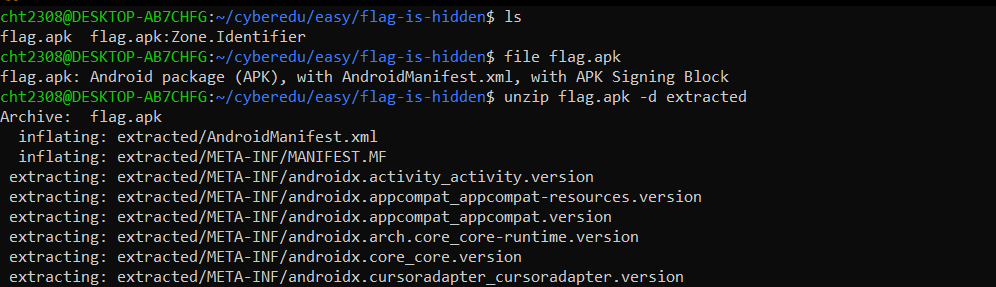 cht2308@DESKTOP-AB7CHFG:~/cyberedu/easy/flag-is-hidden$ ls
flag.apk  flag.apk:Zone.Identifier
cht2308@DESKTOP-AB7CHFG:~/cyberedu/easy/flag-is-hidden$ file flag.apk
flag.apk: Android package (APK), with AndroidManifest.xml, with APK Signing Block
cht2308@DESKTOP-AB7CHFG:~/cyberedu/easy/flag-is-hidden$ unzip flag.apk -d extracted
Archive:  flag.apk
  inflating: extracted/AndroidManifest.xml
  inflating: extracted/META-INF/MANIFEST.MF
 extracting: extracted/META-INF/androidx.activity_activity.version
 extracting: extracted/META-INF/androidx.appcompat_appcompat-resources.version
 extracting: extracted/META-INF/androidx.appcompat_appcompat.version
 extracting: extracted/META-INF/androidx.arch.core_core-runtime.version
 extracting: extracted/META-INF/androidx.core_core.version
 extracting: extracted/META-INF/androidx.cursoradapter_cursoradapter.version